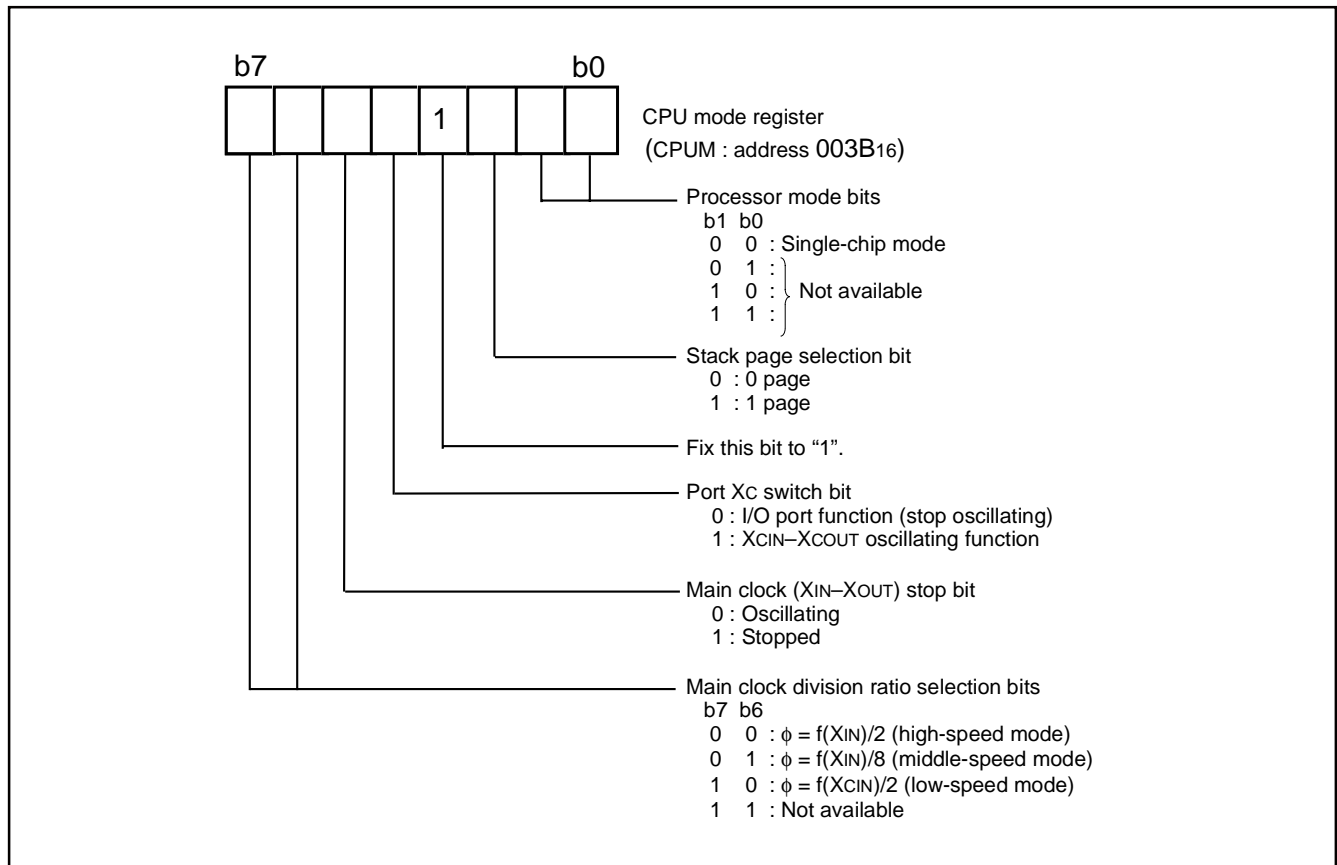 b7 b0
1
CPU mode register
(CPUM : address 003B16)
Processor mode bits
b1 b0
0 0 : Single-chip mode
0 1 :
1 0 : Not available
1 1 :
Stack page selection bit
0 : 0 page
1 : 1 page
Fix this bit to “1”.
Port XC switch bit
0 : I/O port function (stop oscillating)
1 : XCIN–XCOUT oscillating function
Main clock (XIN–XOUT) stop bit
0 : Oscillating
1 : Stopped
Main clock division ratio selection bits
b7 b6
0 0 : φ = f(XIN)/2 (high-speed mode)
0 1 : φ = f(XIN)/8 (middle-speed mode)
1 0 : φ = f(XCIN)/2 (low-speed mode)
1 1 : Not available